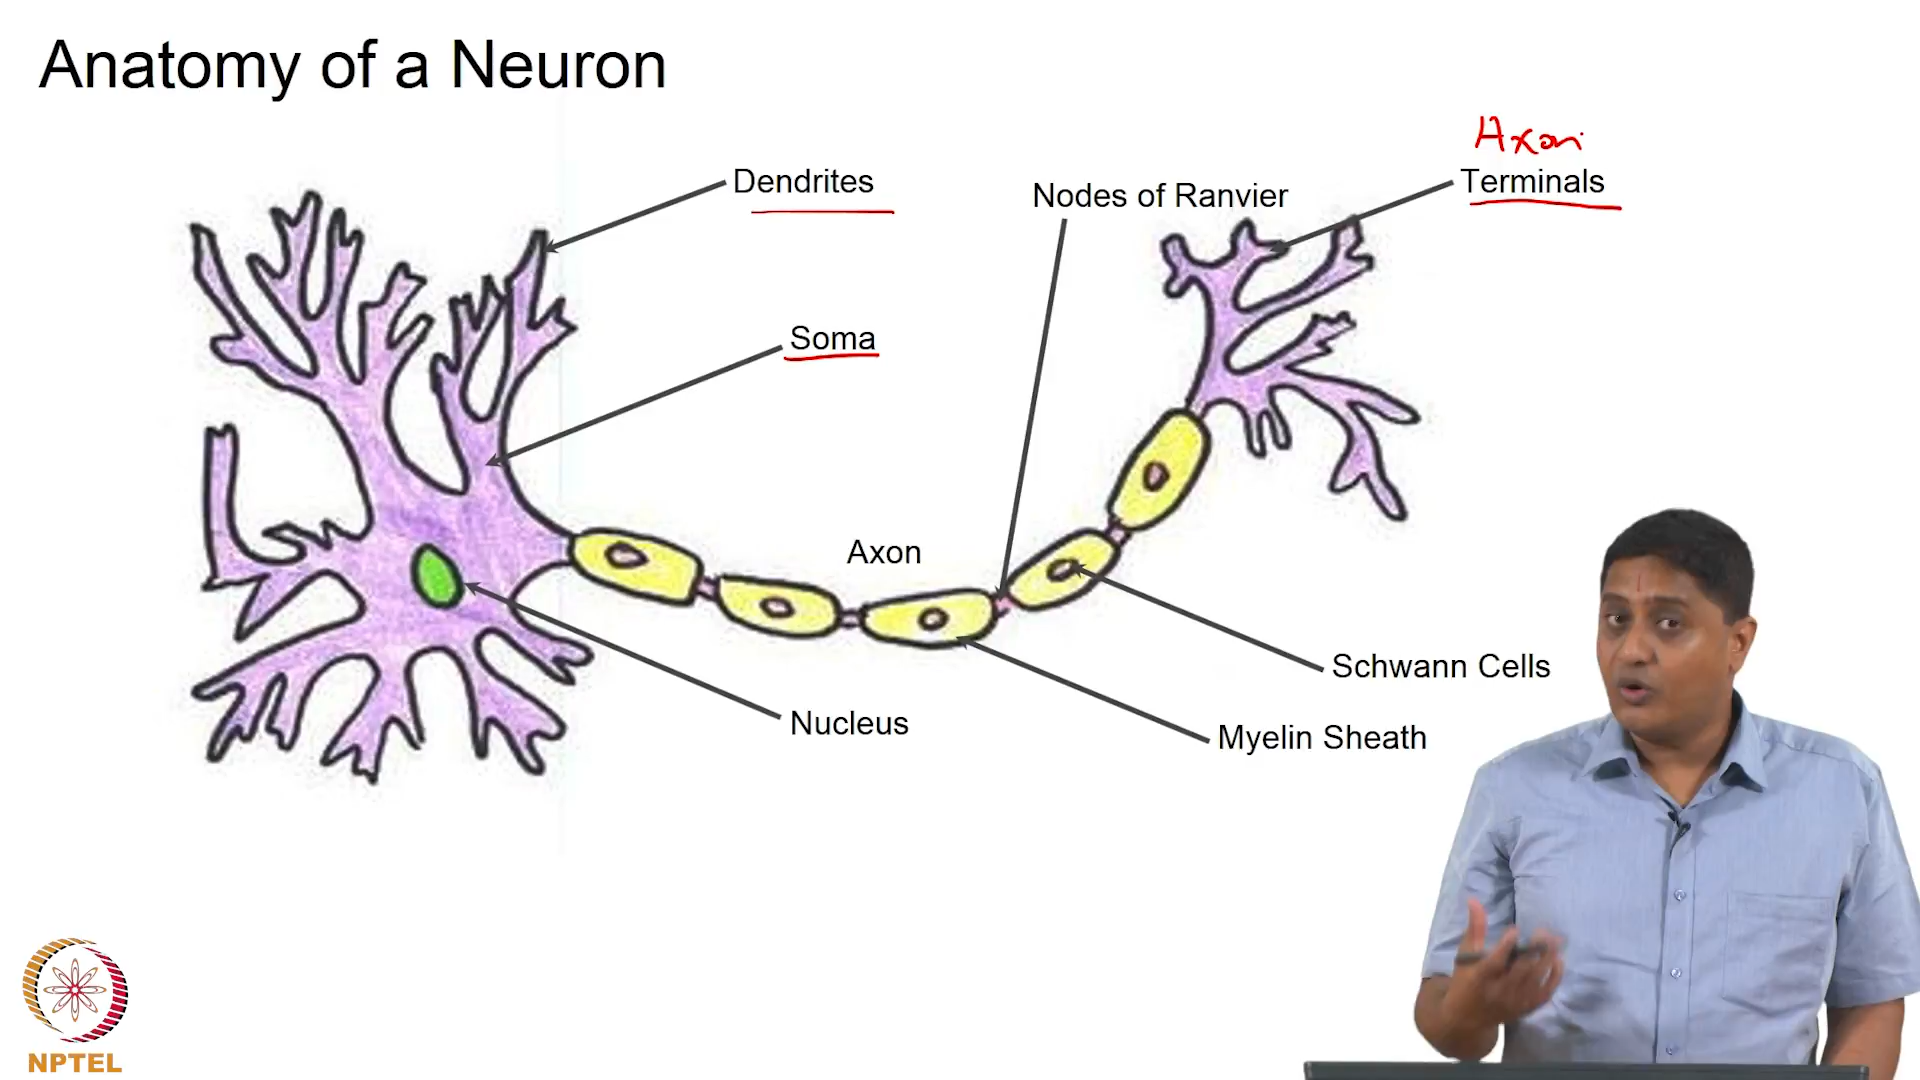 Anatomy of a Neuron
Axon
Dendrites
Nodes of Ranvier
Terminals
Soma
Axon
Schwann Cells
Nucleus
Myelin Sheath
NPTEL